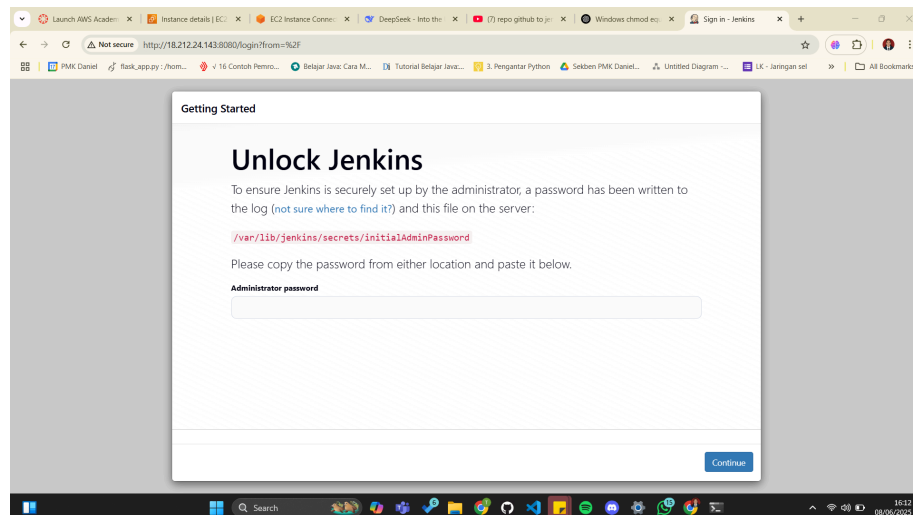 Launch AWS Academ
Instance details | EC2
EC2 Instance Connec
DeepSeek - Into the
(7) repo github to je
Windows chmod eq
Sign in - Jenkins
Not secure
http://18.212.24.143:8080/login?from=%2F
PMK Daniel
flask_app.py : /hom...
√ 16 Contoh Pemro...
Belajar Java: Cara M...
Tutorial Belajar Java:...
3. Pengantar Python
Sekben PMK Daniel...
Untitled Diagram -...
LK - Jaringan sel
»
All Bookmarks
Getting Started
Unlock Jenkins
To ensure Jenkins is securely set up by the administrator, a password has been written to
the log (not sure where to find it?) and this file on the server:
/var/lib/jenkins/secrets/initialAdminPassword
Please copy the password from either location and paste it below.
Administrator password
Continue
Search
16:12
08/06/2025